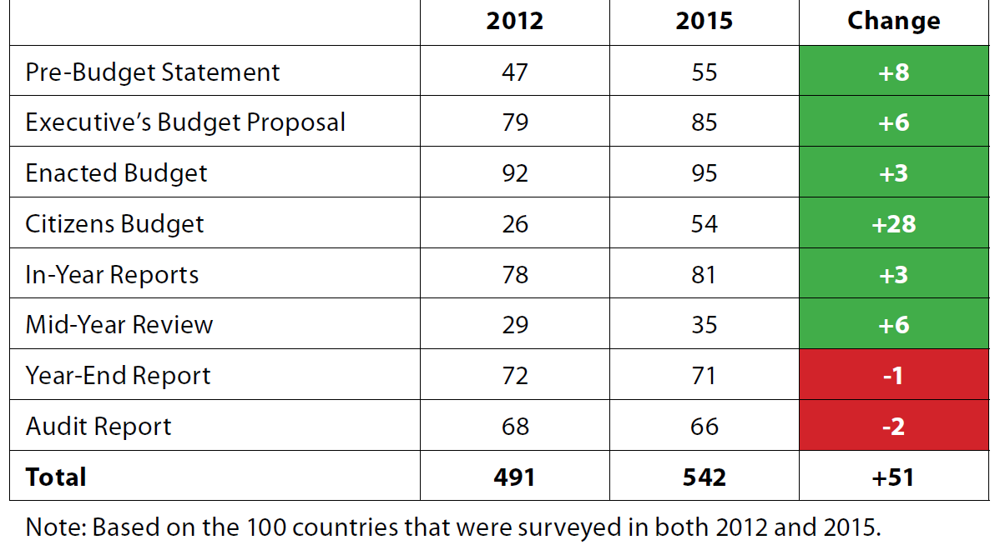 2012 2015 Change
Pre-Budget Statement 47 55 +8
Executive’s Budget Proposal 79 85 +6
Enacted Budget 92 95 +3
Citizens Budget 26 54 +28
In-Year Reports 78 81 +3
Mid-Year Review 29 35 +6
Year-End Report 72 71 -1
Audit Report 68 66 -2
Total 491 542 +51
Note: Based on the 100 countries that were surveyed in both 2012 and 2015.